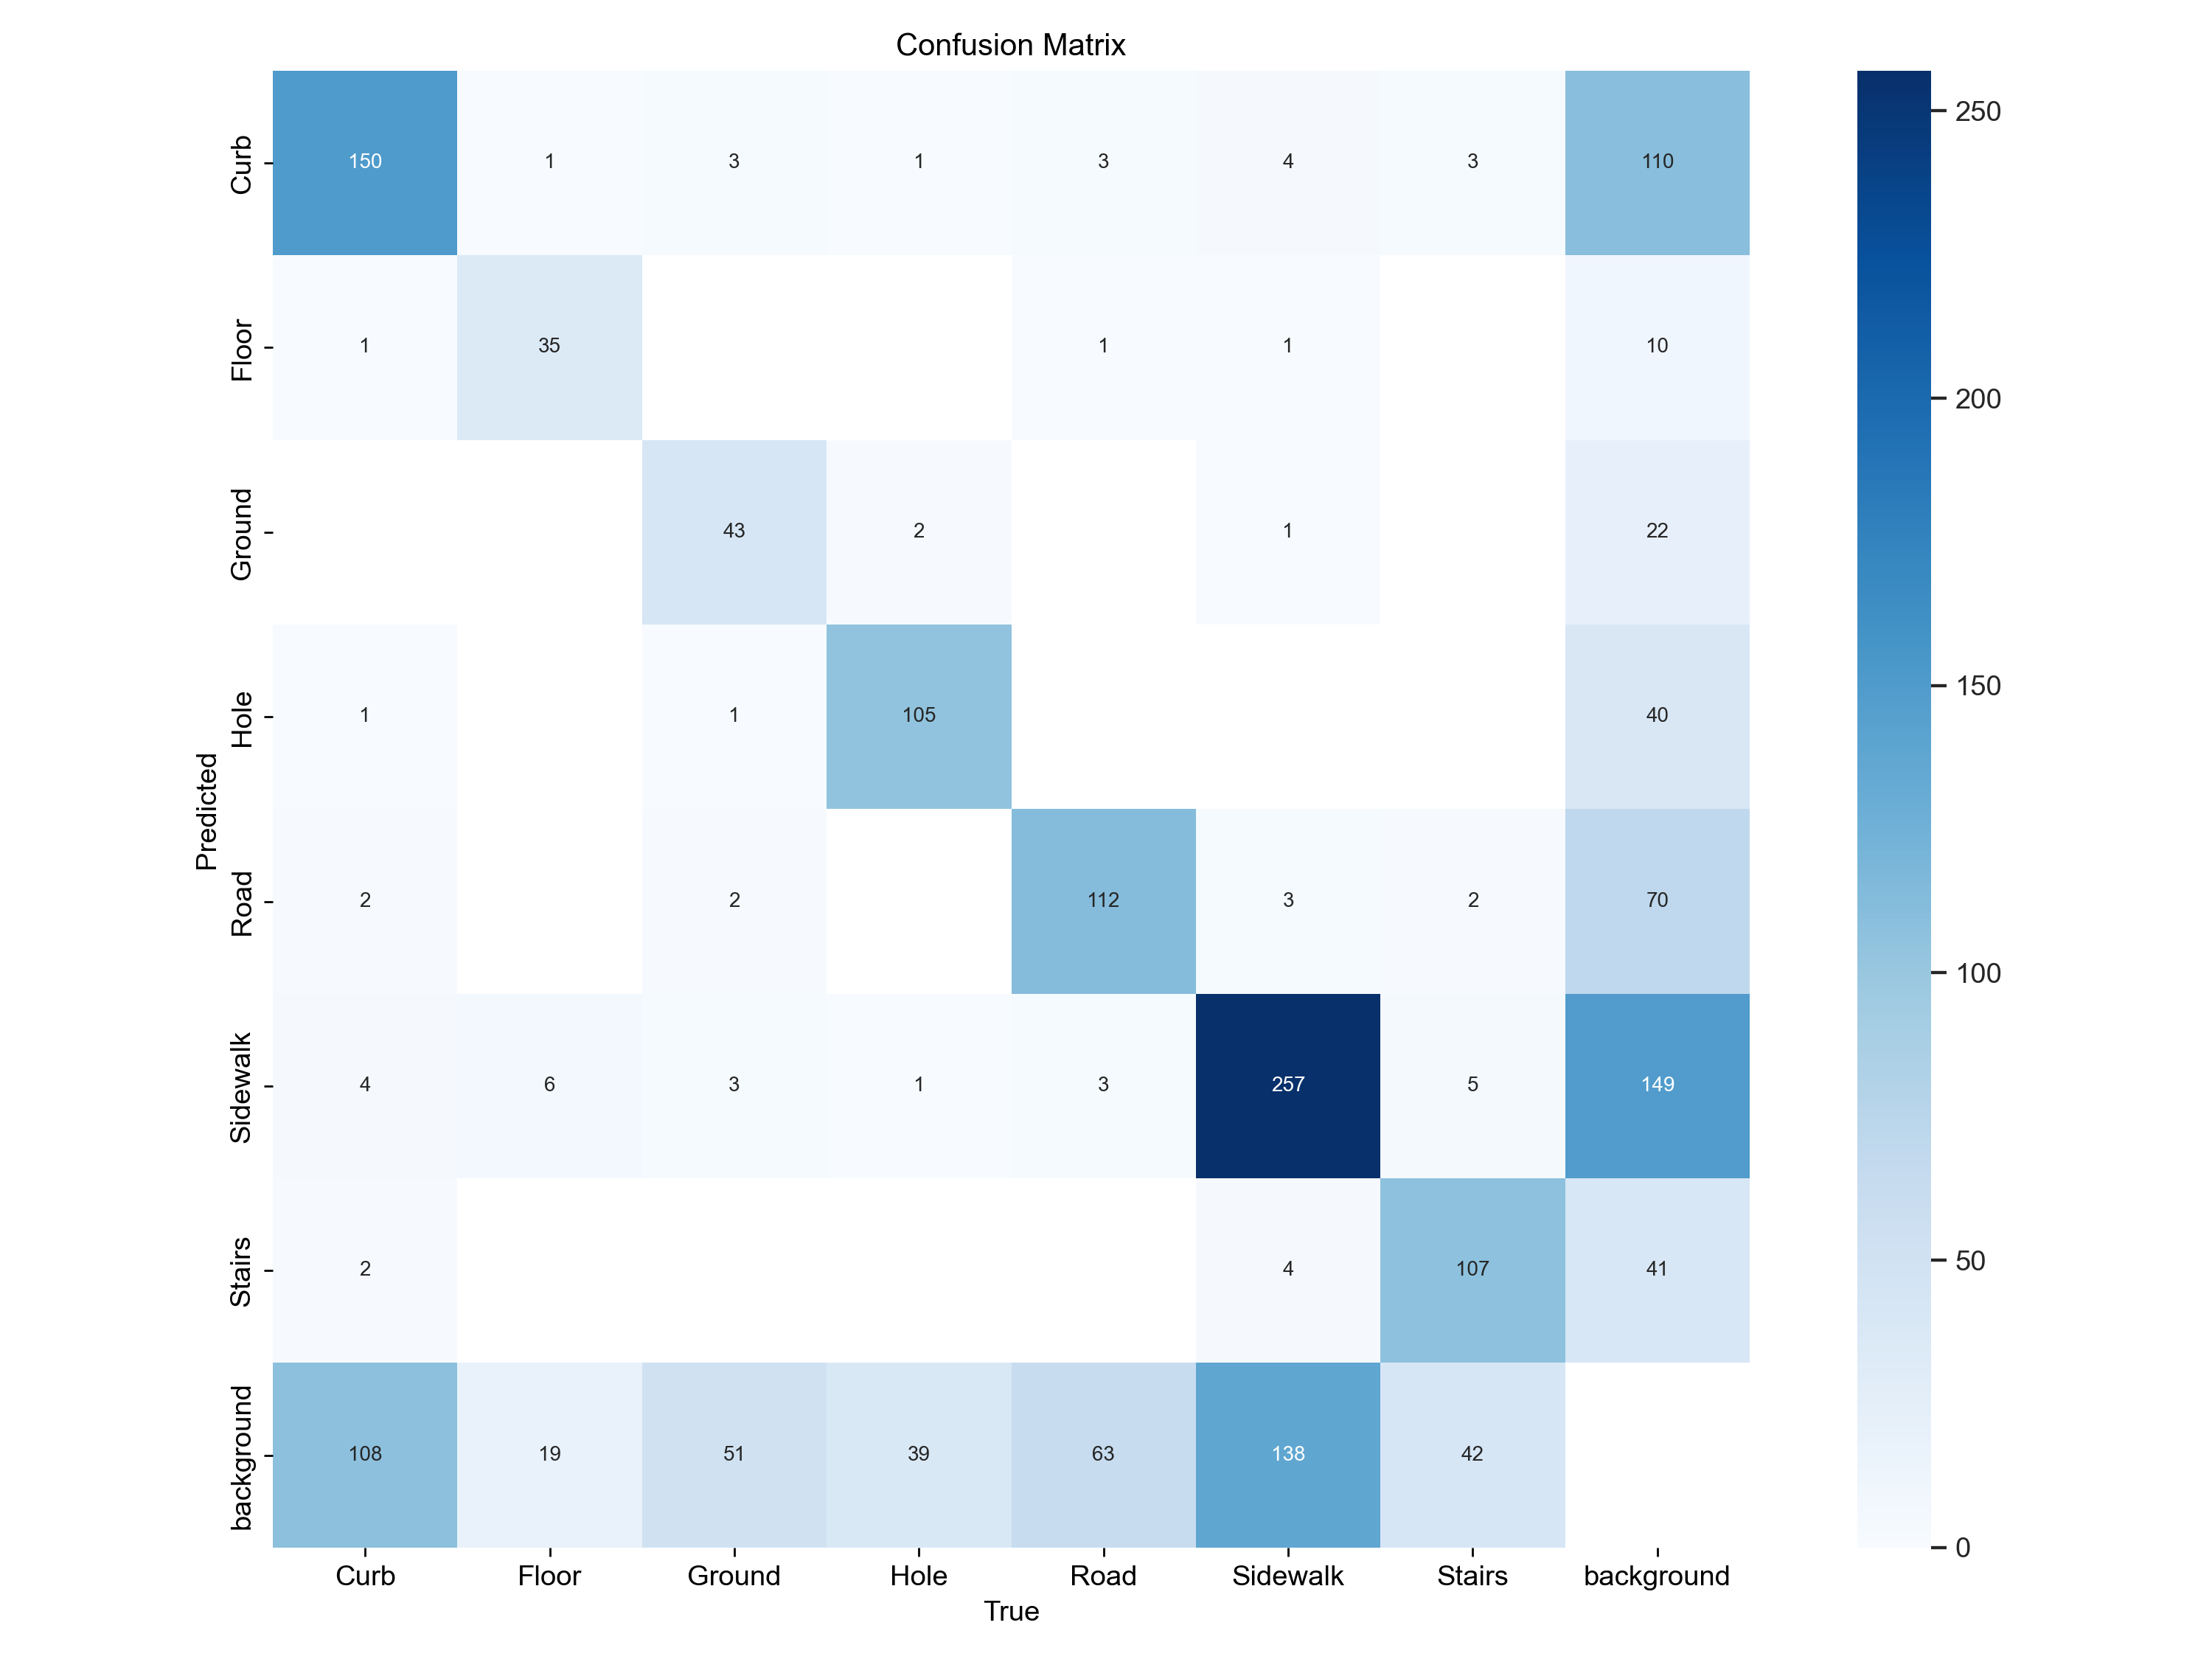 Confusion Matrix
Curb 150 1 3 1 3 4 3 110
Floor 1 35 1 1 10
Ground 43 2 1 22
Hole 1 1 105 40
Road 2 2 112 3 2 70
Sidewalk 4 6 3 1 3 257 5 149
Stairs 2 4 107 41
background 108 19 51 39 63 138 42
Predicted
Curb Floor Ground Hole Road Sidewalk Stairs background
True
250
200
150
100
50
0